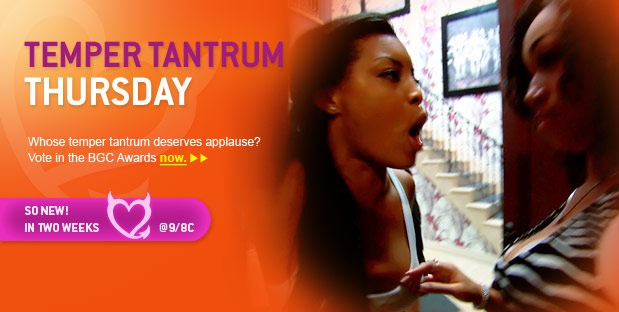 TEMPER TANTRUM
THURSDAY
Whose temper tantrum deserves applause?
Vote in the BGC Awards now.
SO NEW!
IN TWO WEEKS @9/8C